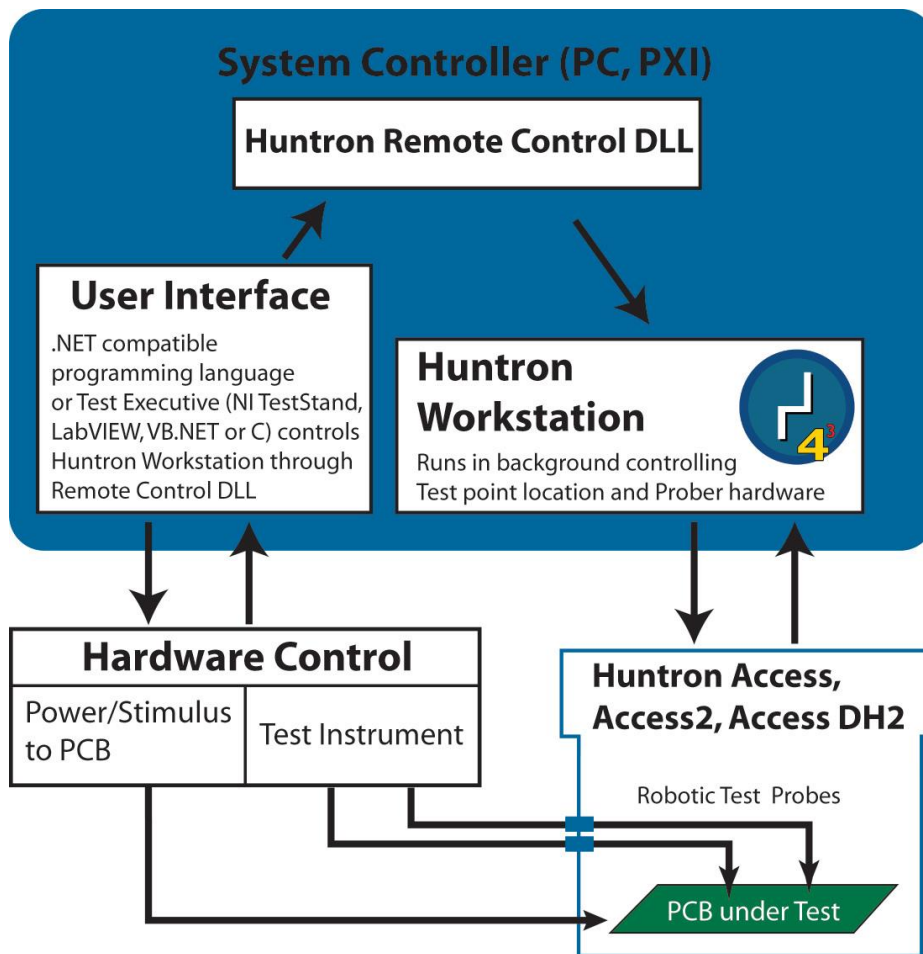 System Controller (PC, PXI)
Huntron Remote Control DLL
User Interface
.NET compatible
programming language
or Test Executive (NI TestStand,
LabVIEW, VB.NET or C) controls
Huntron Workstation through
Remote Control DLL
Huntron
Workstation
4³
Runs in background controlling
Test point location and Prober hardware
Hardware Control
Power/Stimulus
to PCB
Test Instrument
Huntron Access,
Access2, Access DH2
Robotic Test Probes
PCB under Test